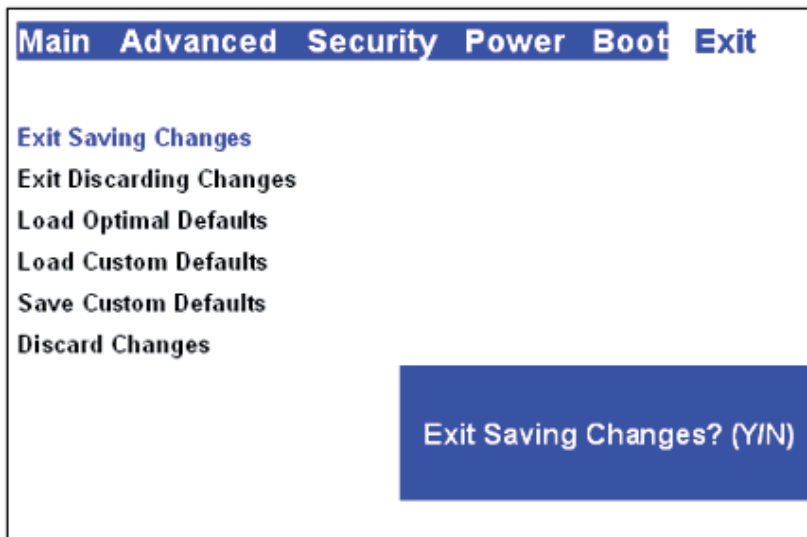 Main Advanced Security Power Boot Exit
Exit Saving Changes
Exit Discarding Changes
Load Optimal Defaults
Load Custom Defaults
Save Custom Defaults
Discard Changes
Exit Saving Changes? (Y/N)